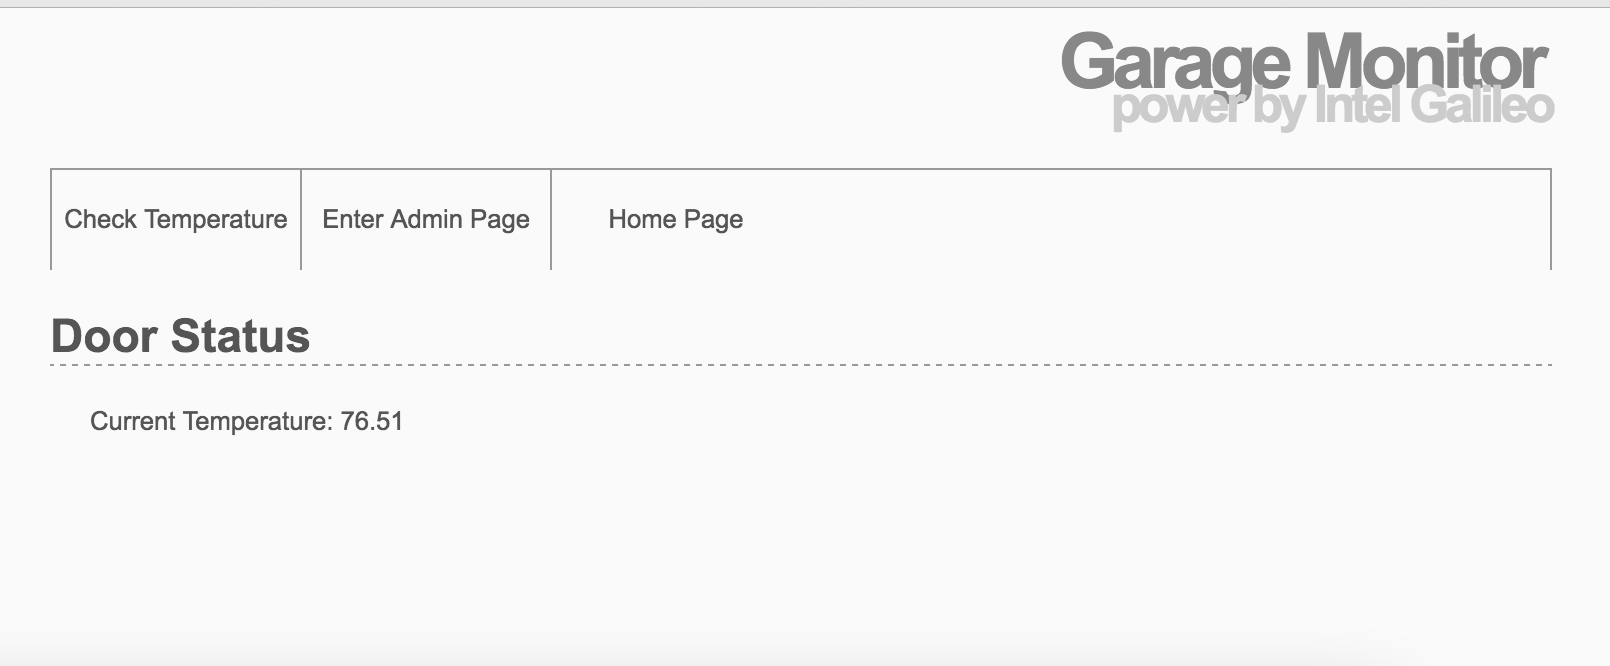 Garage Monitor
power by Intel Galileo
Check Temperature Enter Admin Page Home Page
Door Status
Current Temperature: 76.51